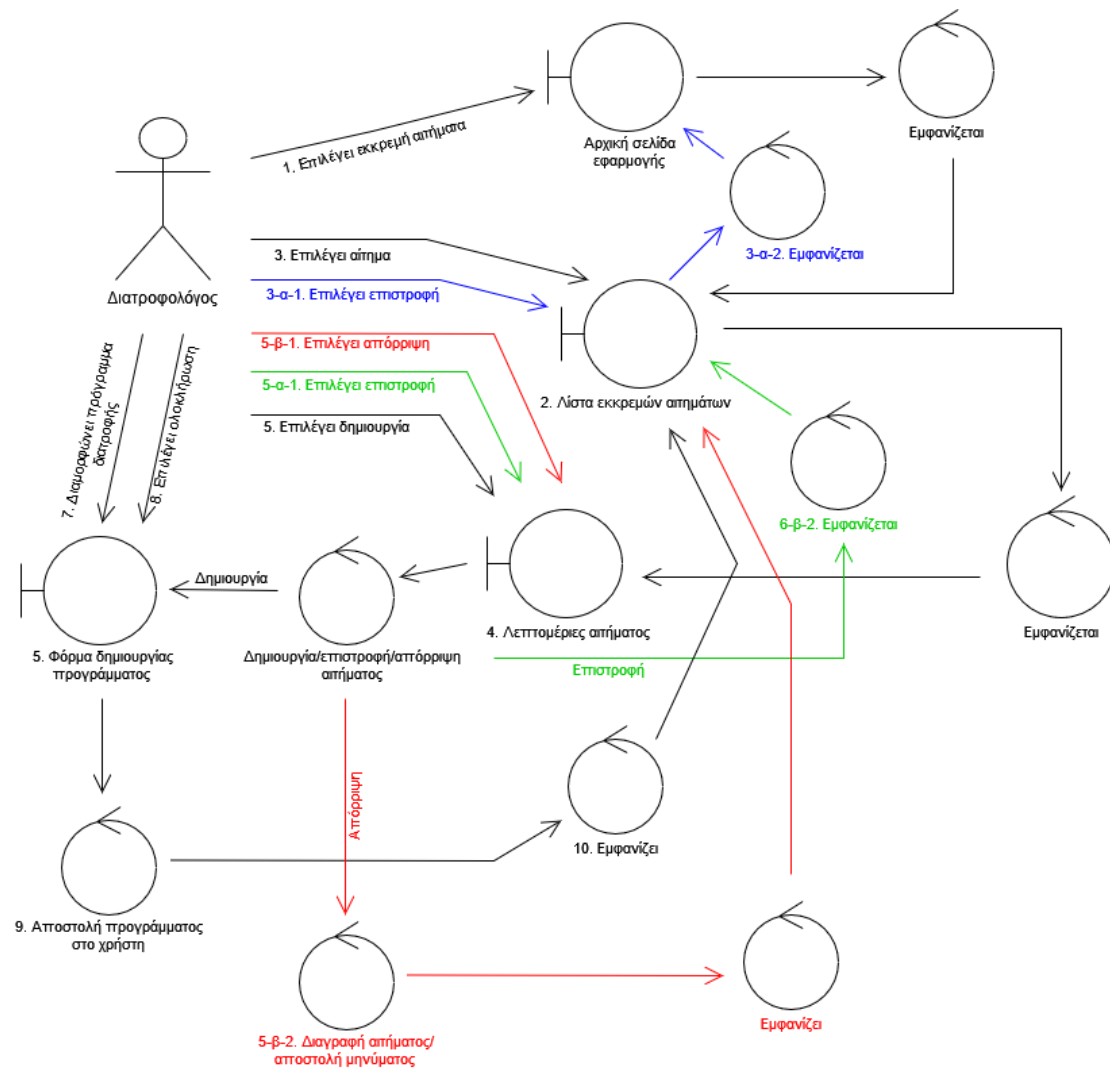 1. Επιλέγει εκκρεμή αιτήματα
Αρχική σελίδα
εφαρμογής
Εμφανίζεται
3-α-2. Εμφανίζεται
3. Επιλέγει αίτημα
3-α-1. Επιλέγει επιστροφή
Διατροφολόγος
5-β-1. Επιλέγει απόρριψη
5-α-1. Επιλέγει επιστροφή
5. Επιλέγει δημιουργία
2. Λίστα εκκρεμών αιτημάτων
7. Διαμορφώνει πρόγραμμα
διατροφής
8. Επιλέγει ολοκλήρωση
6-β-2. Εμφανίζεται
Δημιουργία
4. Λεπτομέριες αιτήματος
Εμφανίζεται
5. Φόρμα δημιουργίας
προγράμματος
Δημιουργία/επιστροφή/απόρριψη
αιτήματος
Επιστροφή
Απόρριψη
10. Εμφανίζει
9. Αποστολή προγράμματος
στο χρήστη
5-β-2. Διαγραφή αιτήματος/
αποστολή μηνύματος
Εμφανίζει